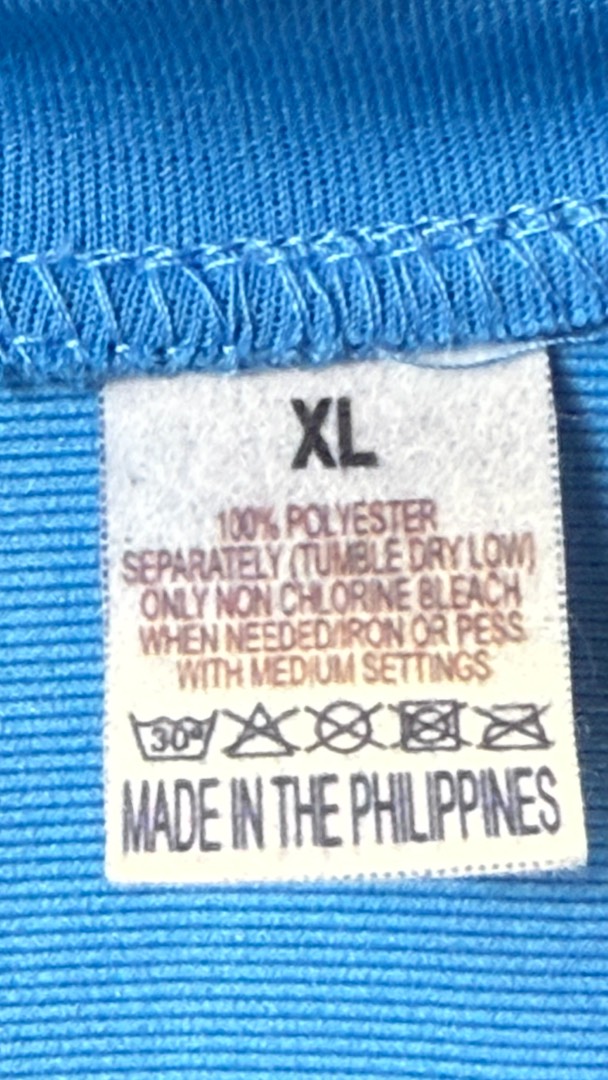 XL
100% POLYESTER
SEPARATELY (TUMBLE DRY LOW)
ONLY NON CHLORINE BLEACH
WHEN NEEDED/IRON OR PESS
WITH MEDIUM SETTINGS
30°
MADE IN THE PHILIPPINES